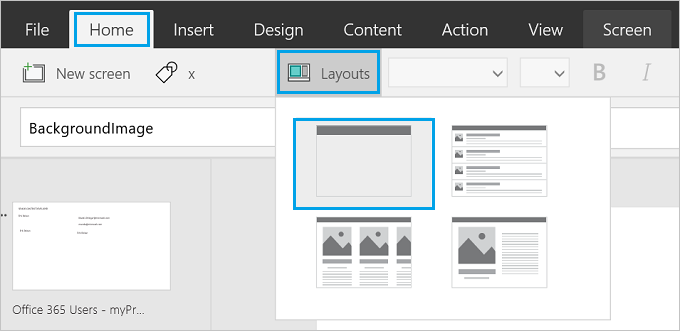 File Home Insert Design Content Action View Screen
New screen x Layouts B I
BackgroundImage
Office 365 Users - myPr...